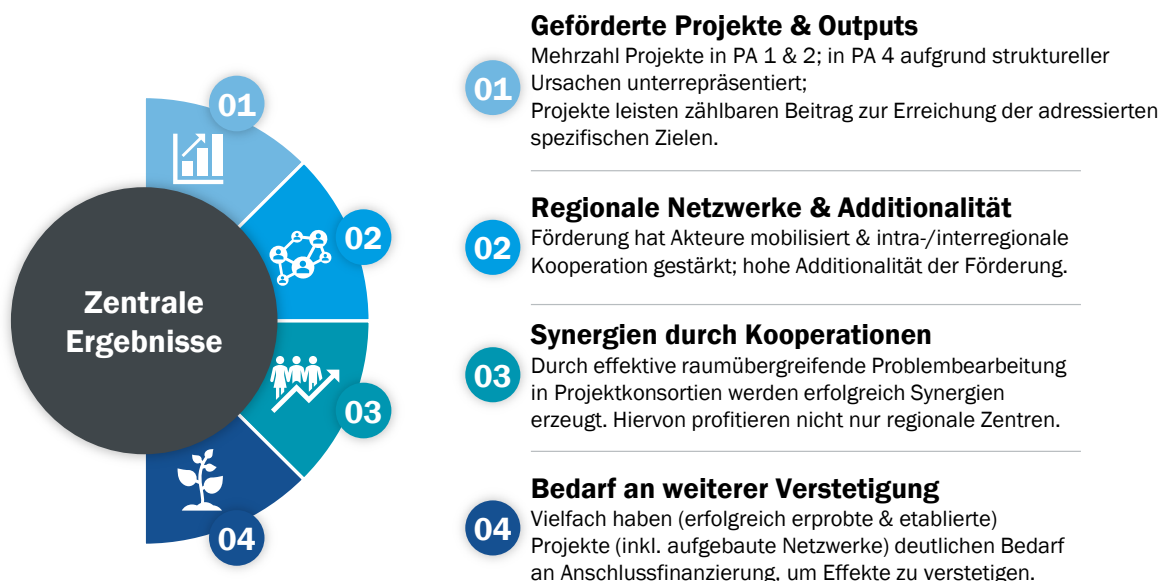 Zentrale
Ergebnisse
01
02
03
04
01
Geförderte Projekte & Outputs
Mehrzahl Projekte in PA 1 & 2; in PA 4 aufgrund struktureller
Ursachen unterrepräsentiert;
Projekte leisten zählbaren Beitrag zur Erreichung der adressierten
spezifischen Zielen.
02
Regionale Netzwerke & Additionalität
Förderung hat Akteure mobilisiert & intra-/interregionale
Kooperation gestärkt; hohe Additionalität der Förderung.
03
Synergien durch Kooperationen
Durch effektive raumübergreifende Problembearbeitung
in Projektkonsortien werden erfolgreich Synergien
erzeugt. Hiervon profitieren nicht nur regionale Zentren.
04
Bedarf an weiterer Verstetigung
Vielfach haben (erfolgreich erprobte & etablierte)
Projekte (inkl. aufgebaute Netzwerke) deutlichen Bedarf
an Anschlussfinanzierung, um Effekte zu verstetigen.